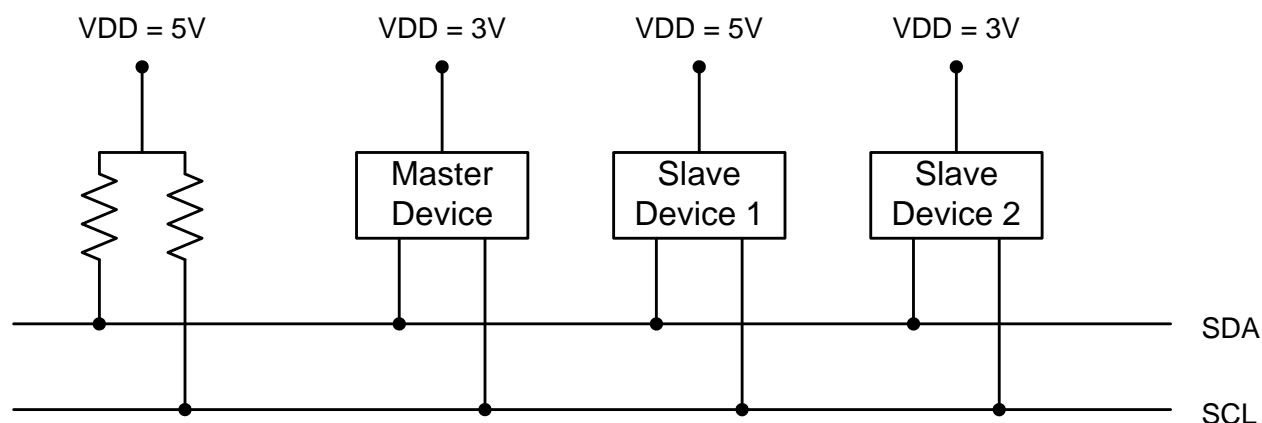 VDD = 5V
VDD = 3V
VDD = 5V
VDD = 3V
Master
Device
Slave
Device 1
Slave
Device 2
SDA
SCL